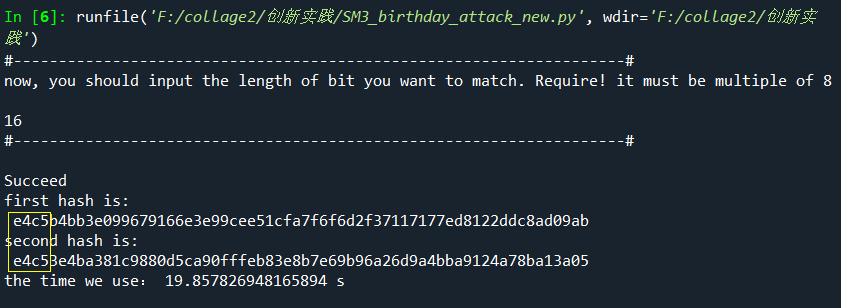 In [6]: runfile('F:/collage2/创新实践/SM3_birthday_attack_new.py', wdir='F:/collage2/创新实
践')
#--------------------------------------------------------------------#
now, you should input the length of bit you want to match. Require! it must be multiple of 8
16
#--------------------------------------------------------------------#
Succeed
first hash is:
e4c5b4bb3e099679166e3e99cee51cfa7f6f6d2f37117177ed8122ddc8ad09ab
second hash is:
e4c53e4ba381c9880d5ca90fffeb83e8b7e69b96a26d9a4bba9124a78ba13a05
the time we use： 19.857826948165894 s